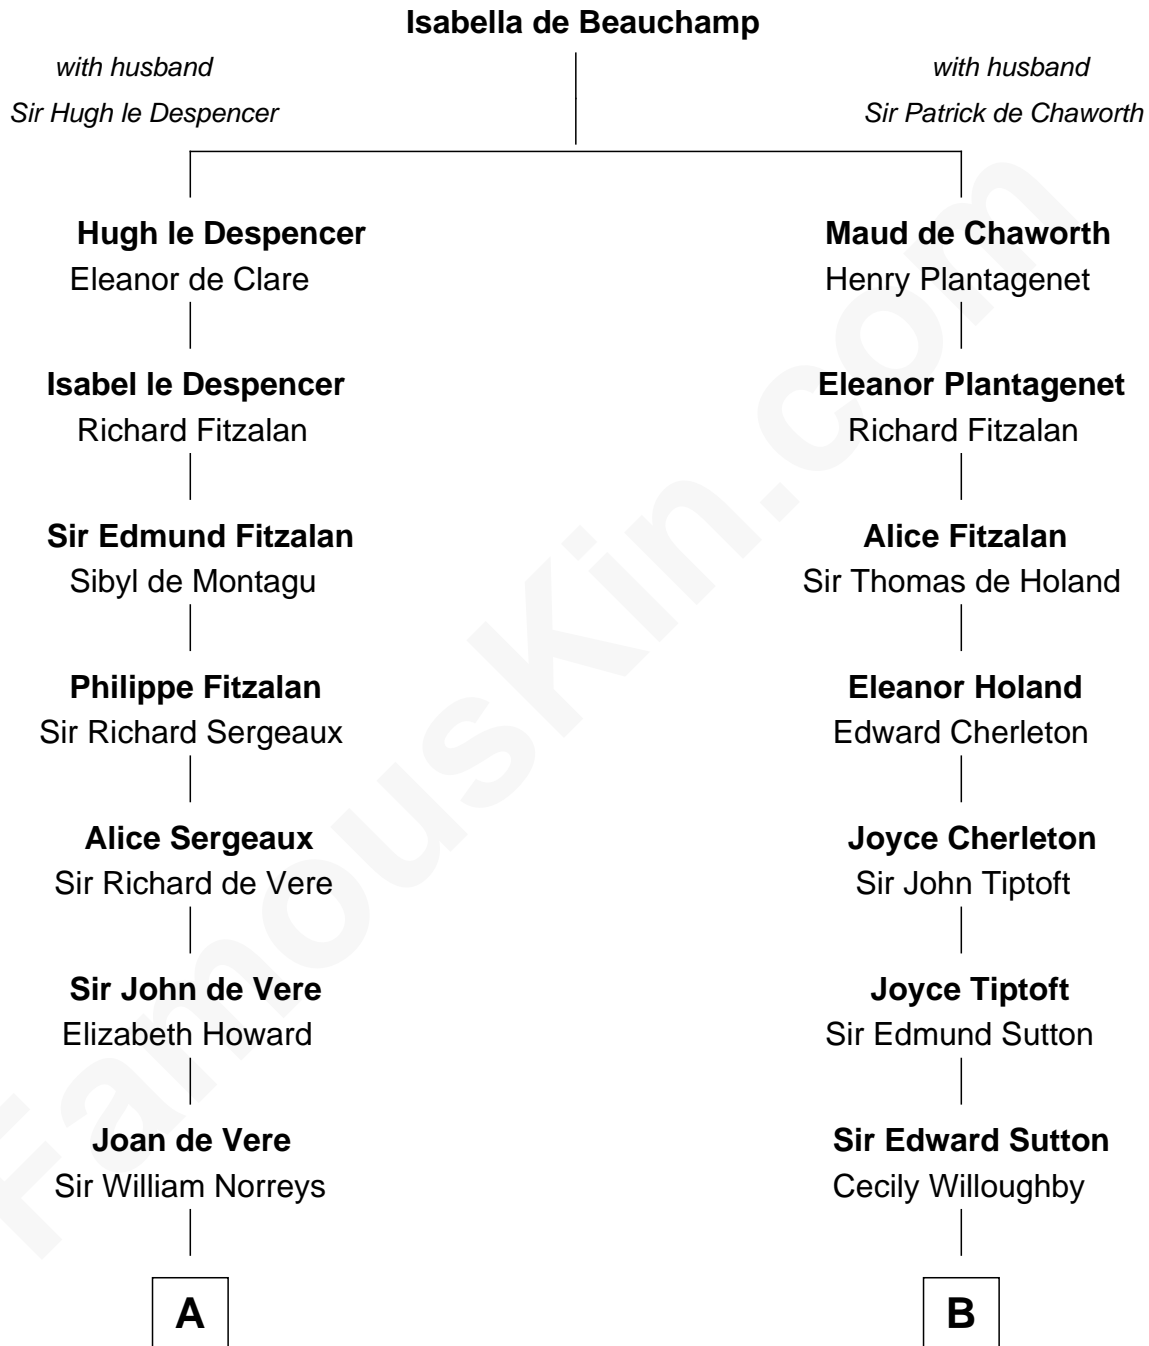 Isabella de Beauchamp
with husband
Sir Hugh le Despencer
with husband
Sir Patrick de Chaworth
Hugh le Despencer
Eleanor de Clare
Maud de Chaworth
Henry Plantagenet
Isabel le Despencer
Richard Fitzalan
Eleanor Plantagenet
Richard Fitzalan
Sir Edmund Fitzalan
Sibyl de Montagu
Alice Fitzalan
Sir Thomas de Holand
Philippe Fitzalan
Sir Richard Sergeaux
Eleanor Holand
Edward Cherleton
Alice Sergeaux
Sir Richard de Vere
Joyce Cherleton
Sir John Tiptoft
Sir John de Vere
Elizabeth Howard
Joyce Tiptoft
Sir Edmund Sutton
Joan de Vere
Sir William Norreys
Sir Edward Sutton
Cecily Willoughby
A
B
FamousKin.com